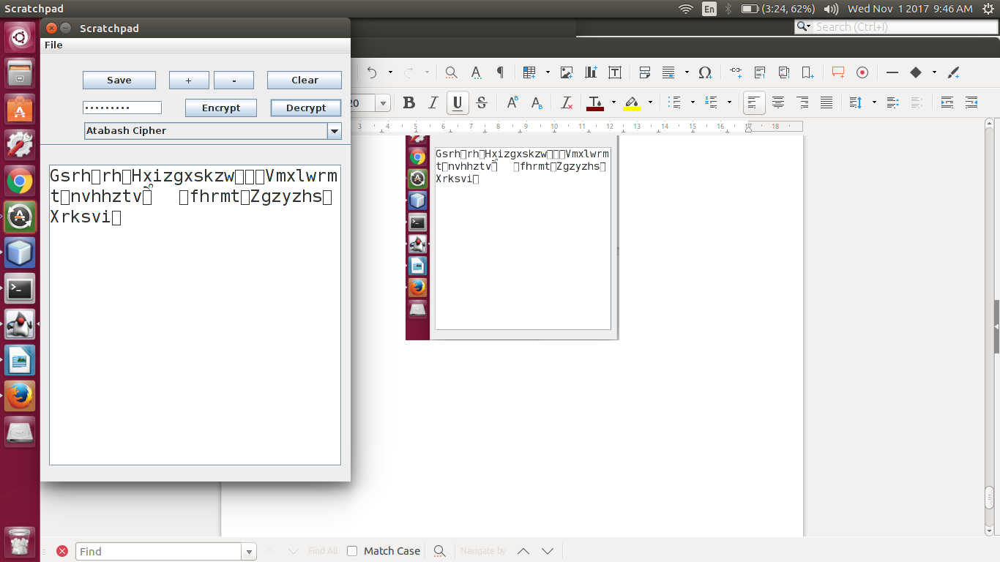 Scratchpad
En
(3:24, 62%)
Wed Nov 1 2017 9:46 AM
Scratchpad
Search (Ctrl+I)
File
Save
+
-
Clear
•••••••••
Encrypt
Decrypt
20
Atabash Cipher
3 4 5 6 7 8 9 10 11 12 13 14 15 16 17 18
Gsrh▯rh▯Hxizgxskzw▯▯▯Vmxlwrm
t▯nvhhztv▯ ▯fhrmt▯Zgzyzhs▯
Xrksvi▯
Gsrh▯rh▯Hxizgxskzw▯▯▯Vmxlwrm
t▯nvhhztv▯ ▯fhrmt▯Zgzyzhs▯
Xrksvi▯
Find
Find All
Match Case
Navigate by